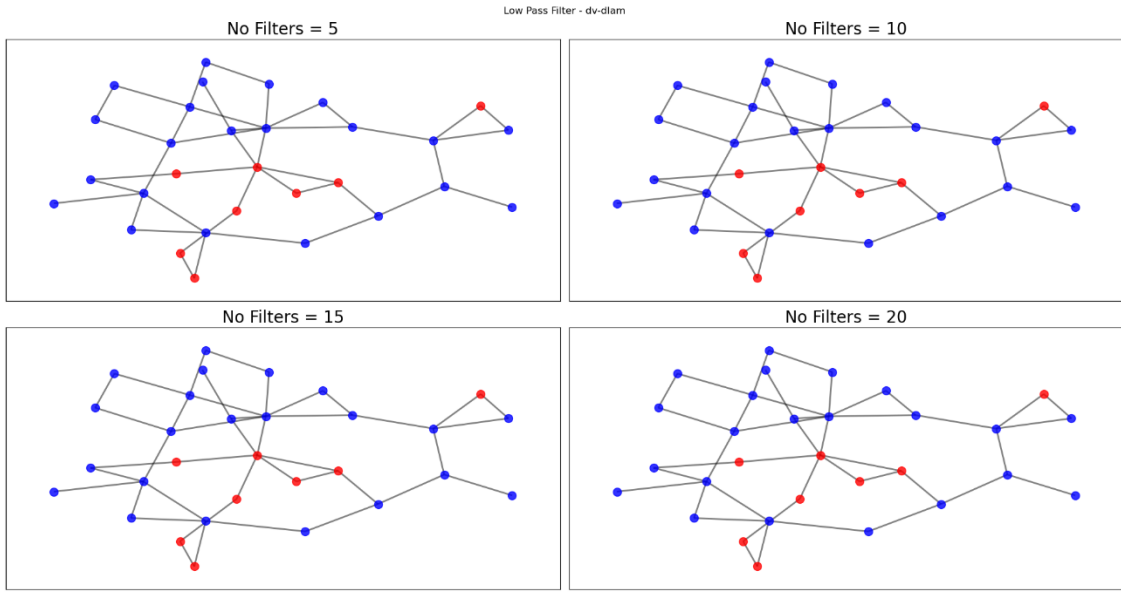 Low Pass Filter - dv-dlam
No Filters = 5
No Filters = 10
No Filters = 15
No Filters = 20